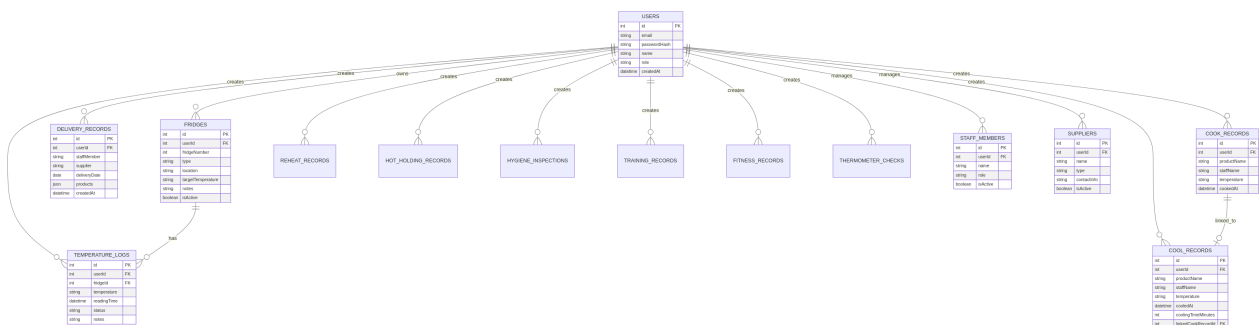 USERS
int id PK
string email
string passwordHash
string name
string role
datetime createdAt
creates
creates
owns
creates
creates
creates
creates
creates
creates
manages
manages
creates
creates
DELIVERY_RECORDS
int id PK
int userId FK
string staffMember
string supplier
date deliveryDate
json products
datetime createdAt
FRIDGES
int id PK
int userId FK
int fridgeNumber
string type
string location
string targetTemperature
string notes
boolean isActive
REHEAT_RECORDS
HOT_HOLDING_RECORDS
HYGIENE_INSPECTIONS
TRAINING_RECORDS
FITNESS_RECORDS
THERMOMETER_CHECKS
STAFF_MEMBERS
int id PK
int userId FK
string name
string role
boolean isActive
SUPPLIERS
int id PK
int userId FK
string name
string type
string contactInfo
boolean isActive
COOK_RECORDS
int id PK
int userId FK
string productName
string staffName
string temperature
datetime cookedAt
has
linked_to
TEMPERATURE_LOGS
int id PK
int userId FK
int fridgeId FK
string temperature
datetime readingTime
string status
string notes
COOL_RECORDS
int id PK
int userId FK
string productName
string staffName
string temperature
datetime cookedAt
int coolingTimeMinutes
int linkedCookRecordId FK